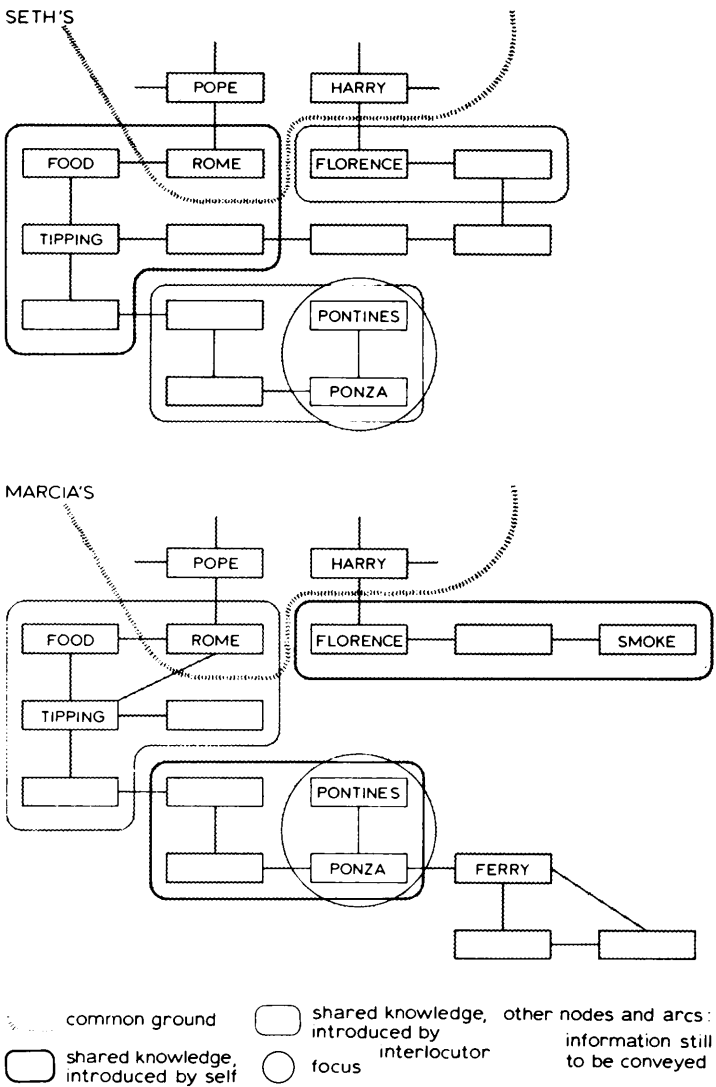 SETH'S
POPE
HARRY
FOOD
ROME
FLORENCE
TIPPING
PONTINES
PONZA
MARCIA'S
POPE
HARRY
FOOD
ROME
FLORENCE
SMOKE
TIPPING
PONTINES
PONZA
FERRY
common ground
shared knowledge,
introduced by self
shared knowledge,
introduced by
interlocutor
focus
other nodes and arcs:
information still
to be conveyed